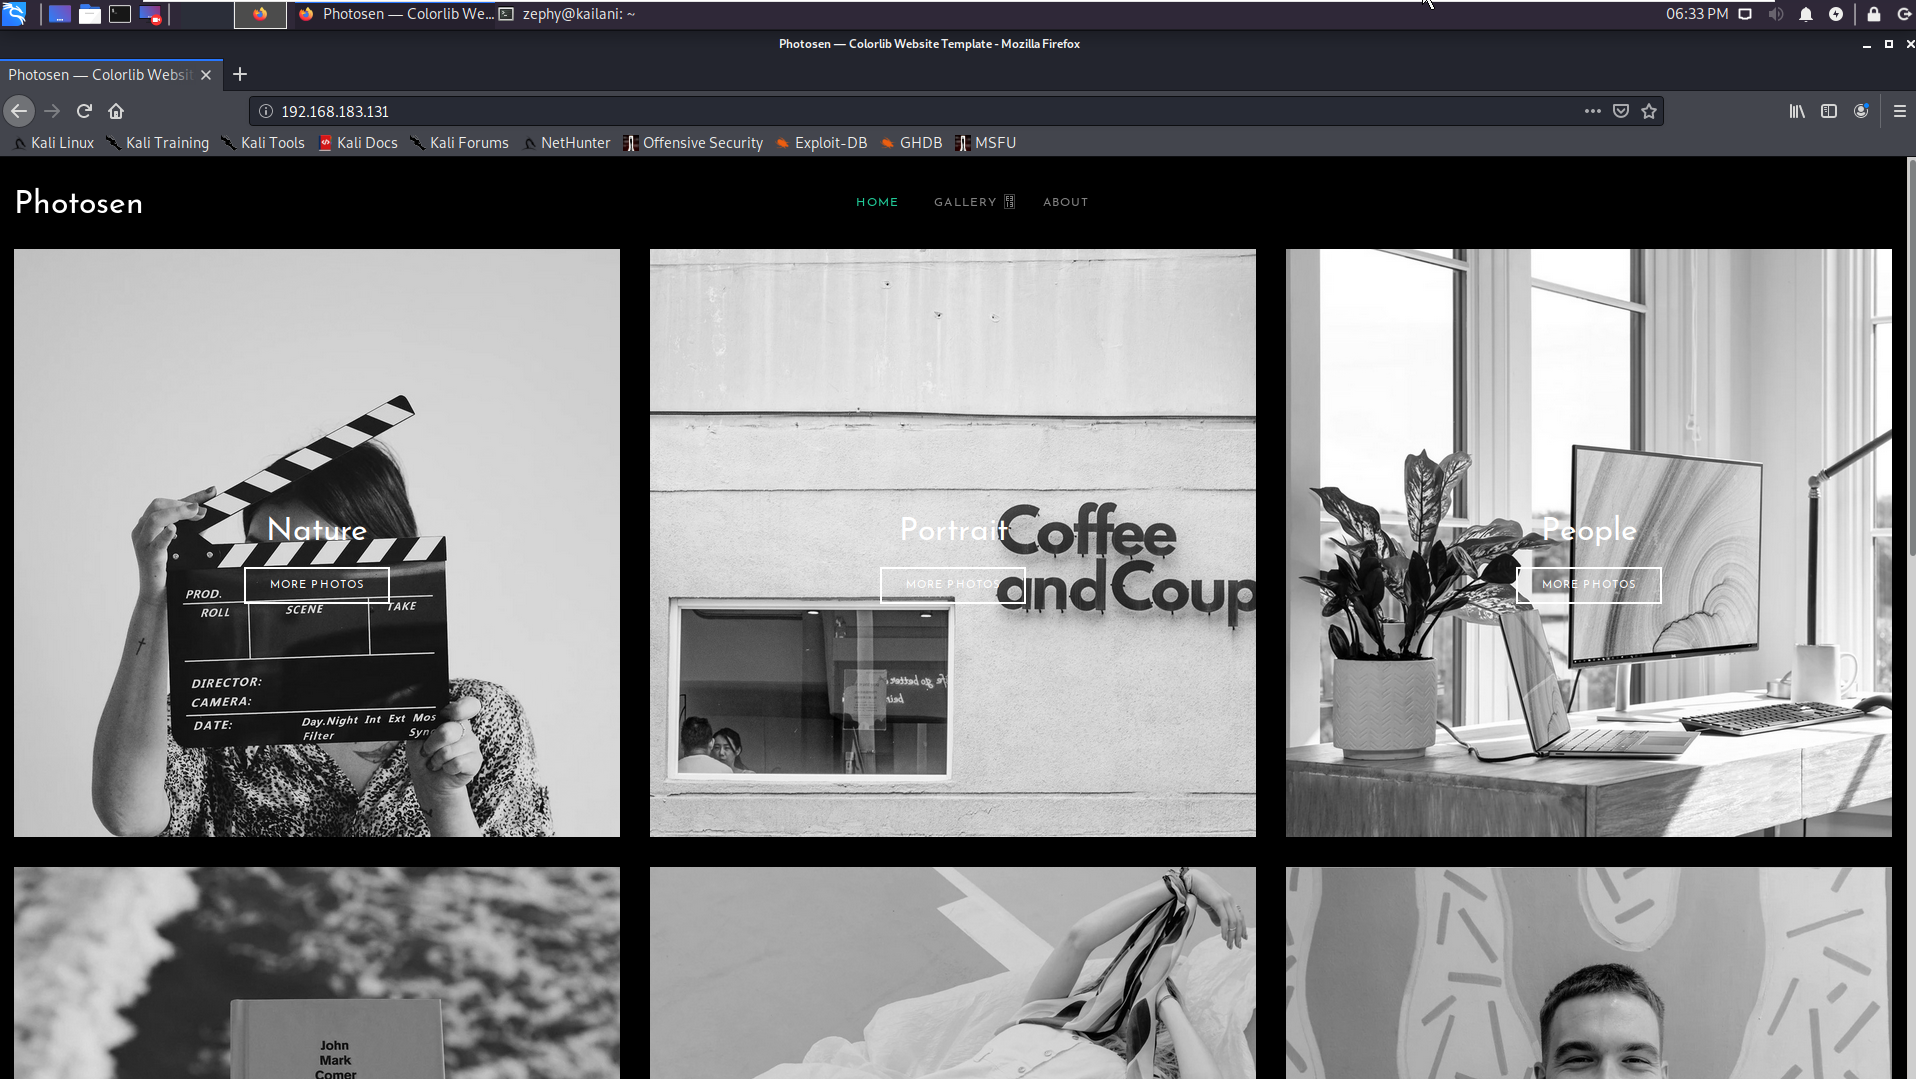 Photosen — Colorlib We...
zephy@kailani: ~
06:33 PM
Photosen — Colorlib Website Template - Mozilla Firefox
Photosen — Colorlib Websit
192.168.183.131
Kali Linux
Kali Training
Kali Tools
Kali Docs
Kali Forums
NetHunter
Offensive Security
Exploit-DB
GHDB
MSFU
Photosen
HOME
GALLERY
ABOUT
Nature
MORE PHOTOS
PROD.
ROLL SCENE TAKE
DIRECTOR:
CAMERA:
DATE: Day.Night Int Ext Mos
Filter Sync
Portrait
MORE PHOTOS
Coffee
and Coup
People
MORE PHOTOS
John
Mark
Comer